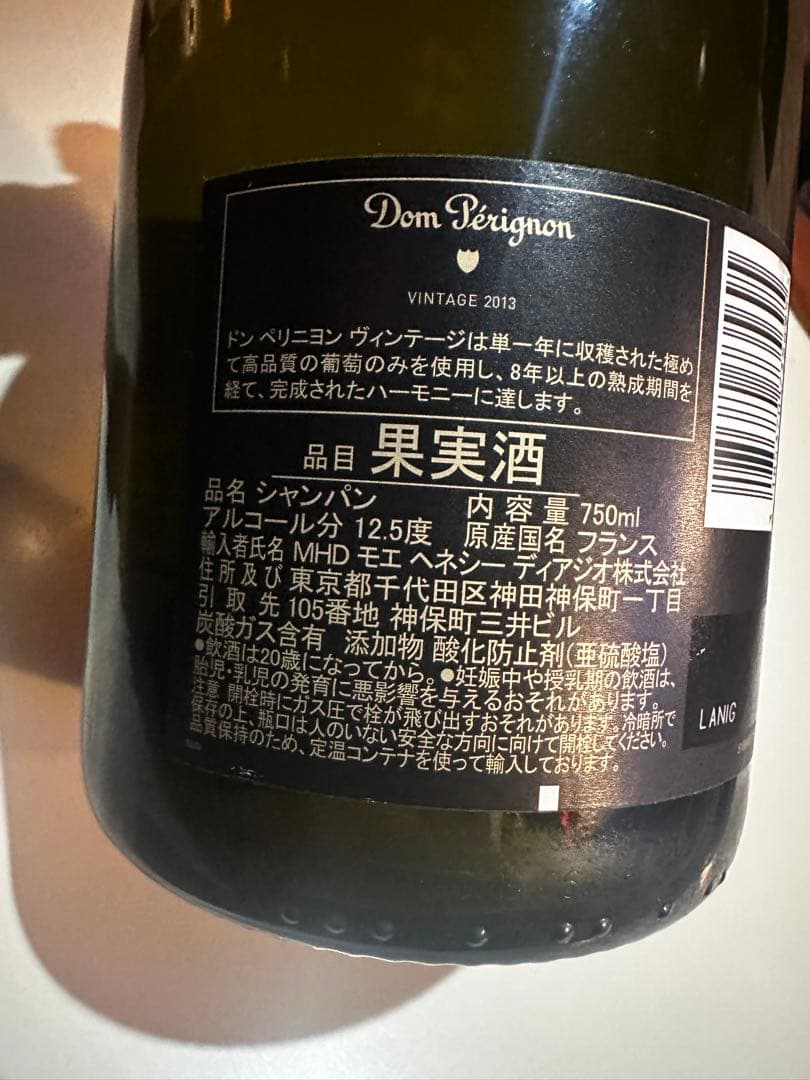 Dom Pérignon
VINTAGE 2013
ドン ペリニヨン ヴィンテージは単一年に収穫された極め
て高品質の葡萄のみを使用し、8年以上の熟成期間を
経て、完成されたハーモニーに達します。
品目 果実酒
品名 シャンパン 内容量 750ml
アルコール分 12.5度 原産国名 フランス
輸入者氏名 MHD モエ ヘネシー ディアジオ株式会社
住所及び 東京都千代田区神田神保町一丁目
引取先 105番地 神保町三井ビル
炭酸ガス含有 添加物 酸化防止剤(亜硫酸塩)
●飲酒は20歳になってから。●妊娠中や授乳期の飲酒は、
胎児・乳児の発育に悪影響を与えるおそれがあります。
注意 開栓時にガス圧で栓が飛び出すおそれがあります。冷暗所で
保存の上、瓶口は人のいない安全な方向に向けて開栓してください。
品質保持のため、定温コンテナを使って輸入しております。
LANIG